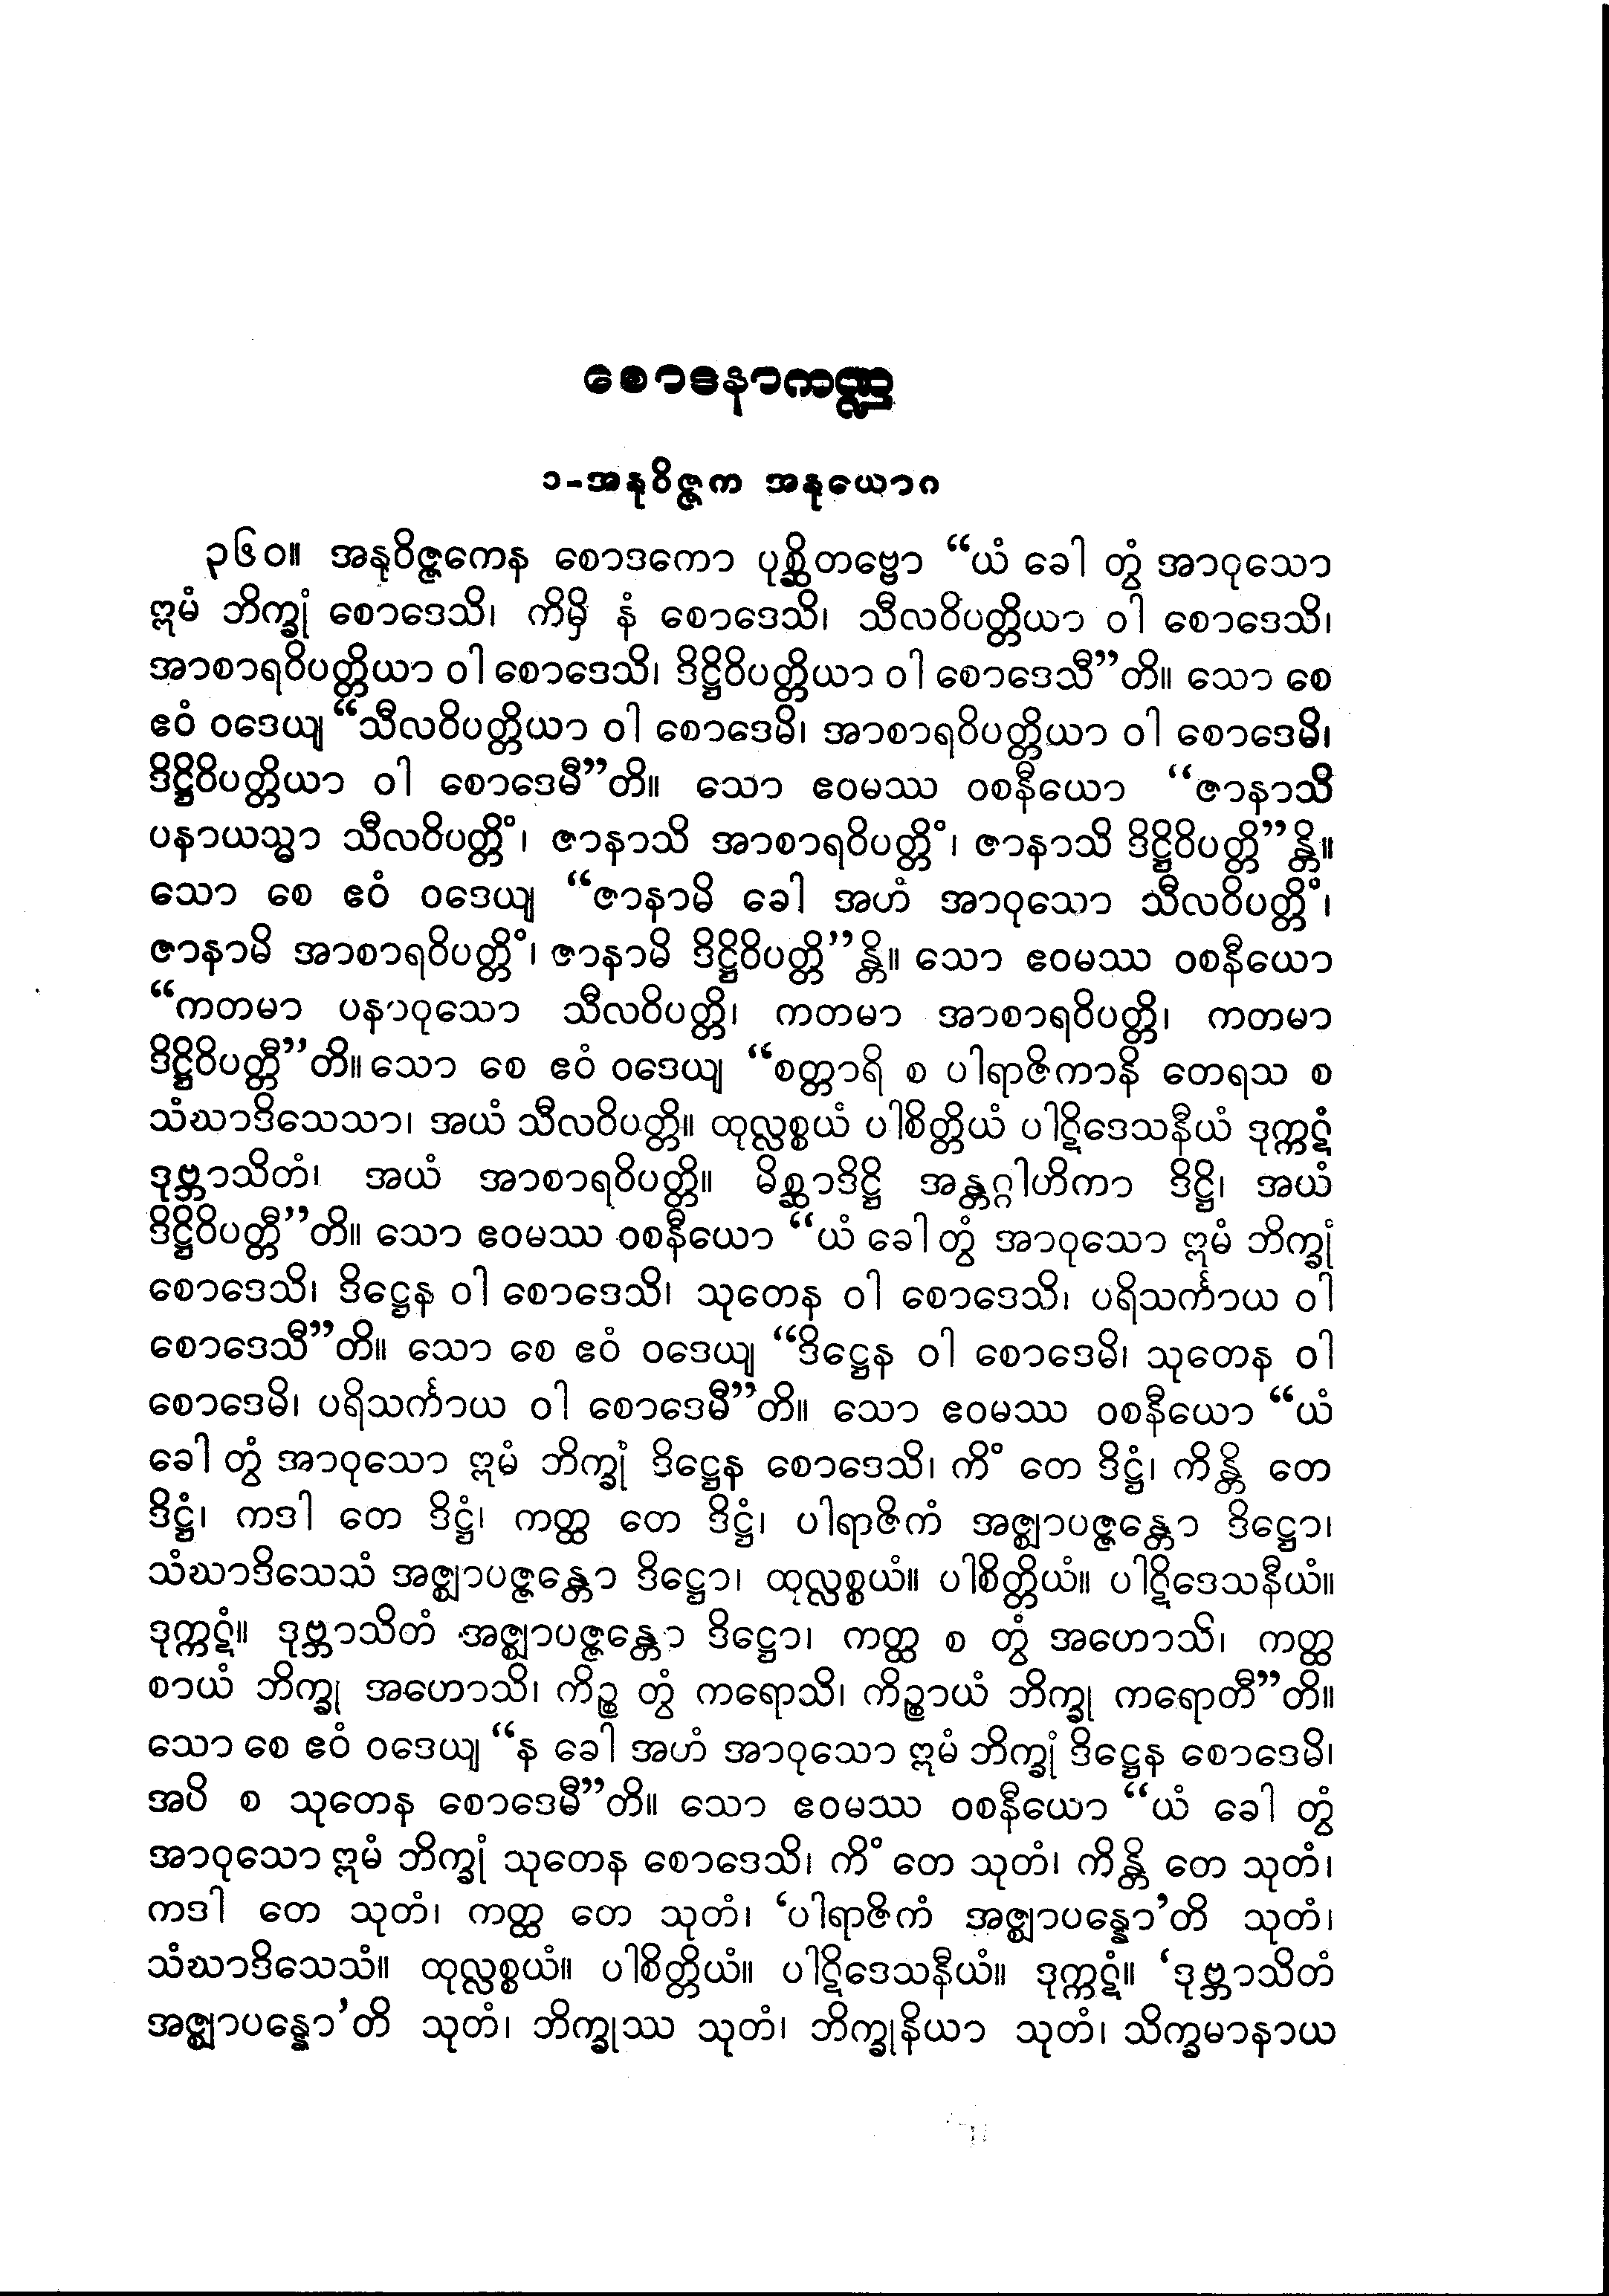 စောဒနာကဏ္ဍ
၁-အနုဝိဇ္ဇက အနုယောဂ
၃၆၀။ အနုဝိဇ္ဇကေန စောဒကော ပုစ္ဆိတဗ္ဗော “ယံ ခေါ တွံ အာဝုသော
ဣမံ ဘိက္ခုံ စောဒေသိ၊ ကိမှိ နံ စောဒေသိ၊ သီလဝိပတ္တိယာ ဝါ စောဒေသိ၊
အာစာရဝိပတ္တိယာ ဝါ စောဒေသိ၊ ဒိဋ္ဌိဝိပတ္တိယာ ဝါ စောဒေသီ”တိ။ သော စေ
ဧဝံ ဝဒေယျ “သီလဝိပတ္တိယာ ဝါ စောဒေမိ၊ အာစာရဝိပတ္တိယာ ဝါ စောဒေမိ၊
ဒိဋ္ဌိဝိပတ္တိယာ ဝါ စောဒေမီ”တိ။ သော ဧဝမဿ ဝစနီယော “ဇာနာသိ
ပနာယသ္မာ သီလဝိပတ္တိံ၊ ဇာနာသိ အာစာရဝိပတ္တိံ၊ ဇာနာသိ ဒိဋ္ဌိဝိပတ္တိ”န္တိ။
သော စေ ဧဝံ ဝဒေယျ “ဇာနာမိ ခေါ အဟံ အာဝုသော သီလဝိပတ္တိံ၊
ဇာနာမိ အာစာရဝိပတ္တိံ၊ ဇာနာမိ ဒိဋ္ဌိဝိပတ္တိ”န္တိ။ သော ဧဝမဿ ဝစနီယော
“ကတမာ ပနာဝုသော သီလဝိပတ္တိ၊ ကတမာ အာစာရဝိပတ္တိ၊ ကတမာ
ဒိဋ္ဌိဝိပတ္တီ”တိ။ သော စေ ဧဝံ ဝဒေယျ “စတ္တာရိ စ ပါရာဇိကာနိ တေရသ စ
သံဃာဒိသေသာ၊ အယံ သီလဝိပတ္တိ။ ထုလ္လစ္စယံ ပါစိတ္တိယံ ပါဋိဒေသနီယံ ဒုက္ကဋံ
ဒုဗ္ဘာသိတံ၊ အယံ အာစာရဝိပတ္တိ။ မိစ္ဆာဒိဋ္ဌိ အန္တဂ္ဂါဟိကာ ဒိဋ္ဌိ၊ အယံ
ဒိဋ္ဌိဝိပတ္တီ”တိ။ သော ဧဝမဿ ဝစနီယော “ယံ ခေါ တွံ အာဝုသော ဣမံ ဘိက္ခုံ
စောဒေသိ၊ ဒိဋ္ဌေန ဝါ စောဒေသိ၊ သုတေန ဝါ စောဒေသိ၊ ပရိသင်္ကာယ ဝါ
စောဒေသီ”တိ။ သော စေ ဧဝံ ဝဒေယျ “ဒိဋ္ဌေန ဝါ စောဒေမိ၊ သုတေန ဝါ
စောဒေမိ၊ ပရိသင်္ကာယ ဝါ စောဒေမီ”တိ။ သော ဧဝမဿ ဝစနီယော “ယံ
ခေါ တွံ အာဝုသော ဣမံ ဘိက္ခုံ ဒိဋ္ဌေန စောဒေသိ၊ ကိံ တေ ဒိဋ္ဌံ၊ ကိန္တိ တေ
ဒိဋ္ဌံ၊ ကဒါ တေ ဒိဋ္ဌံ၊ ကတ္ထ တေ ဒိဋ္ဌံ၊ ပါရာဇိကံ အဇ္ဈာပဇ္ဇန္တော ဒိဋ္ဌော၊
သံဃာဒိသေသံ အဇ္ဈာပဇ္ဇန္တော ဒိဋ္ဌော၊ ထုလ္လစ္စယံ။ ပါစိတ္တိယံ။ ပါဋိဒေသနီယံ။
ဒုက္ကဋံ။ ဒုဗ္ဘာသိတံ အဇ္ဈာပဇ္ဇန္တော ဒိဋ္ဌော၊ ကတ္ထ စ တွံ အဟောသိ၊ ကတ္ထ
စာယံ ဘိက္ခု အဟောသိ၊ ကိဉ္စ တွံ ကရောသိ၊ ကိဉ္စာယံ ဘိက္ခု ကရောတီ”တိ။
သော စေ ဧဝံ ဝဒေယျ “န ခေါ အဟံ အာဝုသော ဣမံ ဘိက္ခုံ ဒိဋ္ဌေန စောဒေမိ၊
အပိ စ သုတေန စောဒေမီ”တိ။ သော ဧဝမဿ ဝစနီယော “ယံ ခေါ တွံ
အာဝုသော ဣမံ ဘိက္ခုံ သုတေန စောဒေသိ၊ ကိံ တေ သုတံ၊ ကိန္တိ တေ သုတံ၊
ကဒါ တေ သုတံ၊ ကတ္ထ တေ သုတံ၊ ‘ပါရာဇိကံ အဇ္ဈာပန္နော’တိ သုတံ၊
သံဃာဒိသေသံ။ ထုလ္လစ္စယံ။ ပါစိတ္တိယံ။ ပါဋိဒေသနီယံ။ ဒုက္ကဋံ။ ‘ဒုဗ္ဘာသိတံ
အဇ္ဈာပန္နော’တိ သုတံ၊ ဘိက္ခုဿ သုတံ၊ ဘိက္ခုနိယာ သုတံ၊ သိက္ခမာနာယ